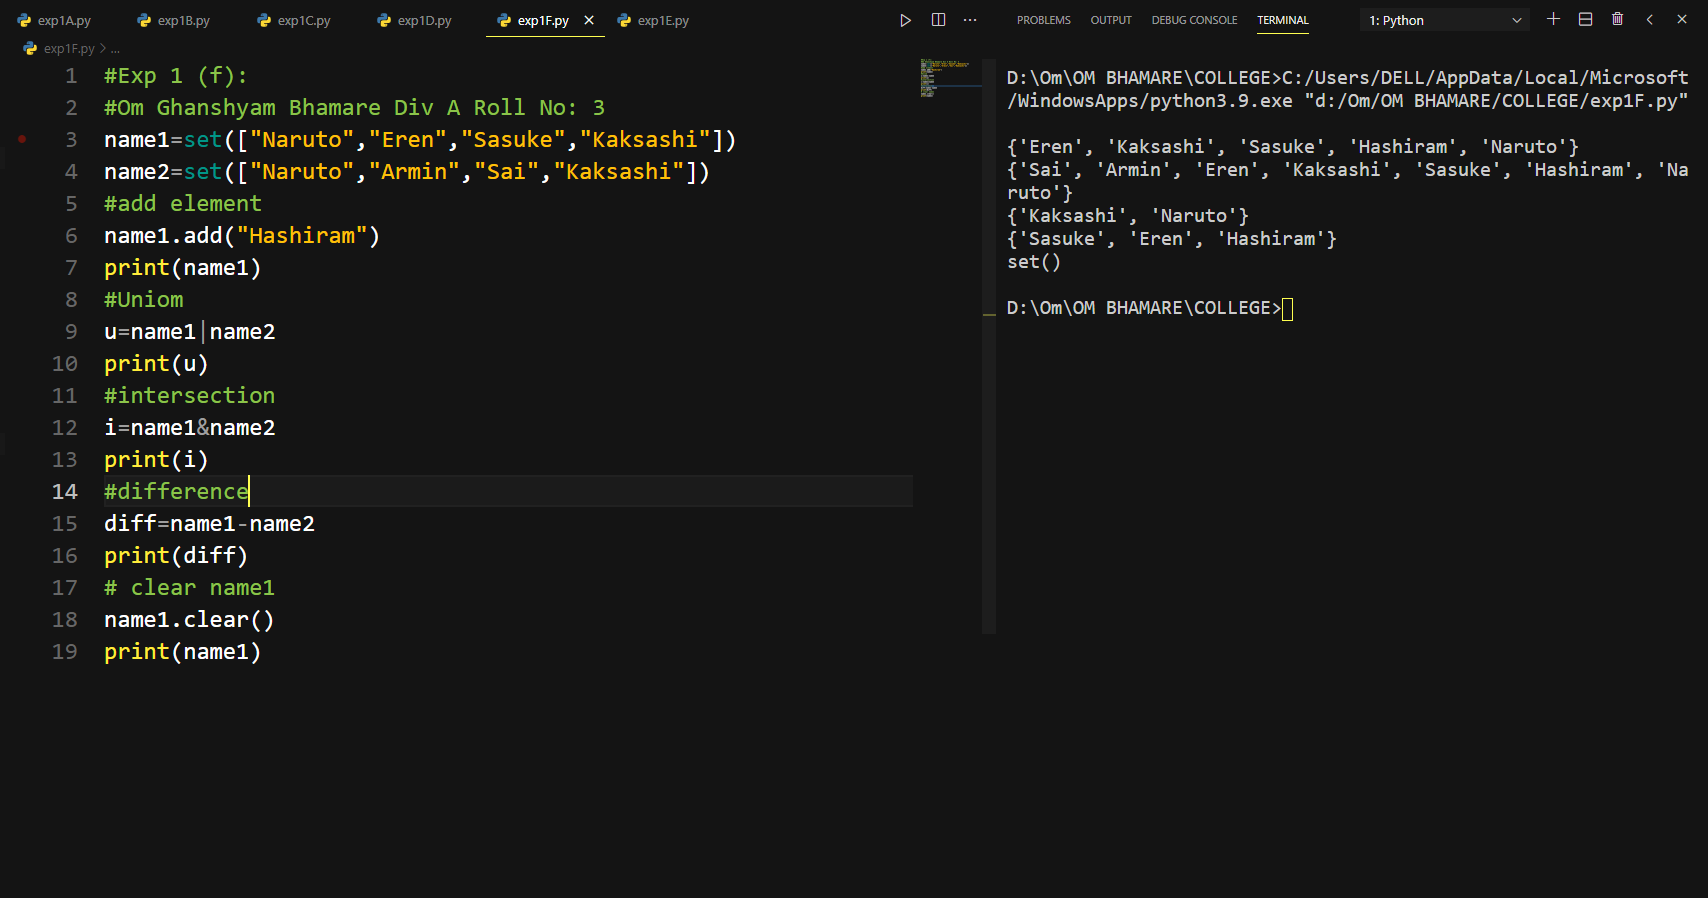 exp1A.py exp1B.py exp1C.py exp1D.py exp1F.py exp1E.py
exp1F.py > ...
1 #Exp 1 (f):
2 #Om Ghanshyam Bhamare Div A Roll No: 3
3 name1=set(["Naruto","Eren","Sasuke","Kaksashi"])
4 name2=set(["Naruto","Armin","Sai","Kaksashi"])
5 #add element
6 name1.add("Hashiram")
7 print(name1)
8 #Uniom
9 u=name1|name2
10 print(u)
11 #intersection
12 i=name1&name2
13 print(i)
14 #difference
15 diff=name1-name2
16 print(diff)
17 # clear name1
18 name1.clear()
19 print(name1)
PROBLEMS OUTPUT DEBUG CONSOLE TERMINAL 1: Python
D:\Om\OM BHAMARE\COLLEGE>C:/Users/DELL/AppData/Local/Microsoft
/WindowsApps/python3.9.exe "d:/Om/OM BHAMARE/COLLEGE/exp1F.py"
{'Eren', 'Kaksashi', 'Sasuke', 'Hashiram', 'Naruto'}
{'Sai', 'Armin', 'Eren', 'Kaksashi', 'Sasuke', 'Hashiram', 'Na
ruto'}
{'Kaksashi', 'Naruto'}
{'Sasuke', 'Eren', 'Hashiram'}
set()
D:\Om\OM BHAMARE\COLLEGE>